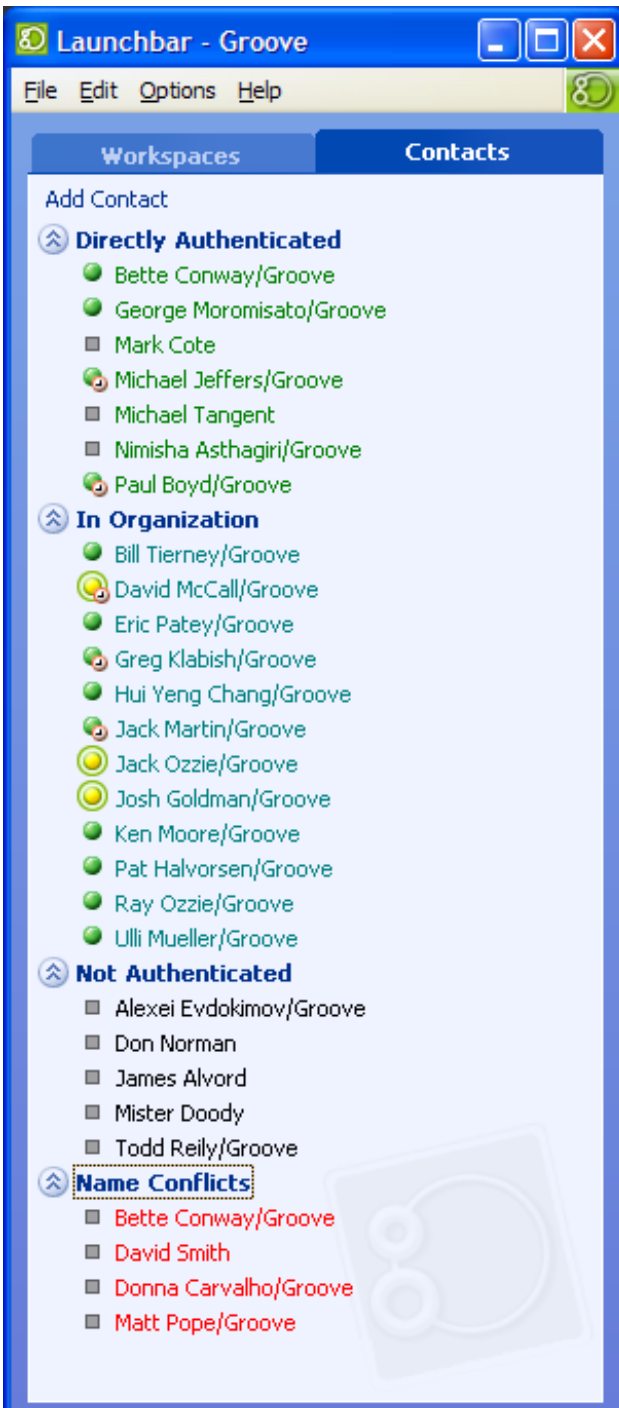 Launchbar - Groove
File Edit Options Help
Workspaces Contacts
Add Contact
Directly Authenticated
Bette Conway/Groove
George Moromisato/Groove
Mark Cote
Michael Jeffers/Groove
Michael Tangent
Nimisha Asthagiri/Groove
Paul Boyd/Groove
In Organization
Bill Tierney/Groove
David McCall/Groove
Eric Patey/Groove
Greg Klabish/Groove
Hui Yeng Chang/Groove
Jack Martin/Groove
Jack Ozzie/Groove
Josh Goldman/Groove
Ken Moore/Groove
Pat Halvorsen/Groove
Ray Ozzie/Groove
Ulli Mueller/Groove
Not Authenticated
Alexei Evdokimov/Groove
Don Norman
James Alvord
Mister Doody
Todd Reily/Groove
Name Conflicts
Bette Conway/Groove
David Smith
Donna Carvalho/Groove
Matt Pope/Groove